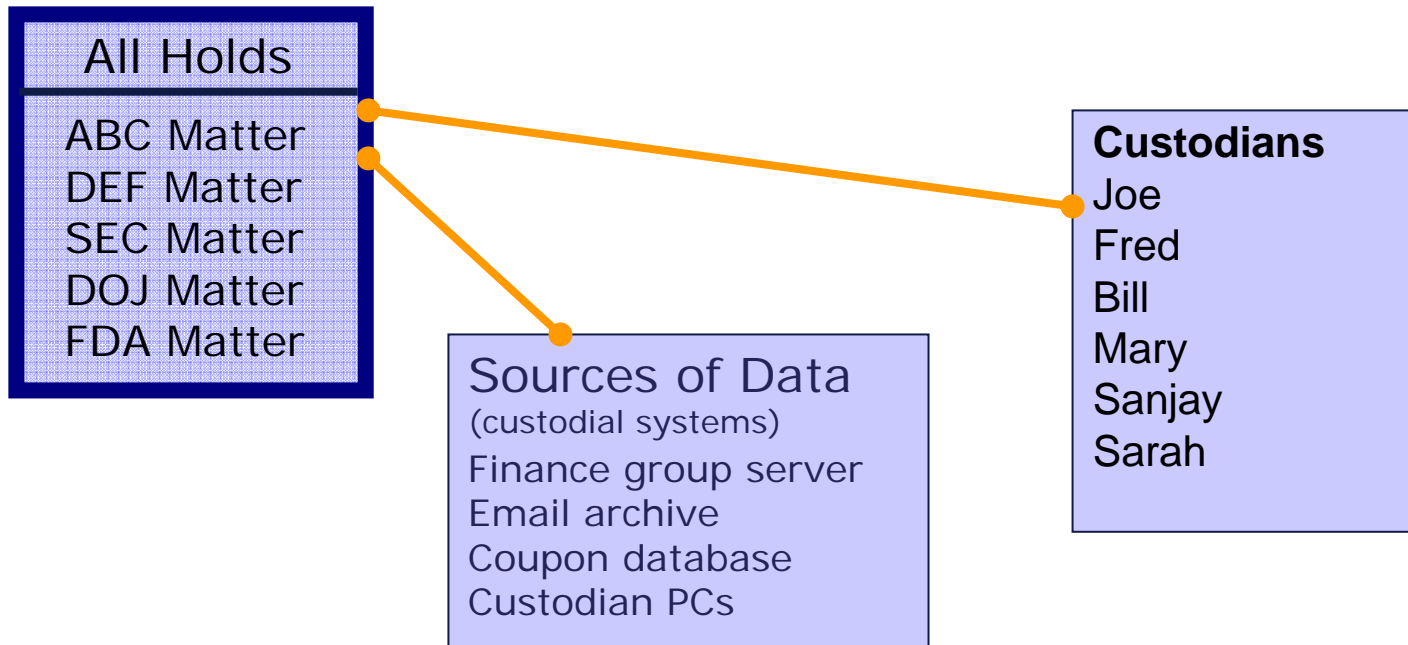 All Holds
ABC Matter
DEF Matter
SEC Matter
DOJ Matter
FDA Matter
Custodians
Joe
Fred
Bill
Mary
Sanjay
Sarah
Sources of Data
(custodial systems)
Finance group server
Email archive
Coupon database
Custodian PCs